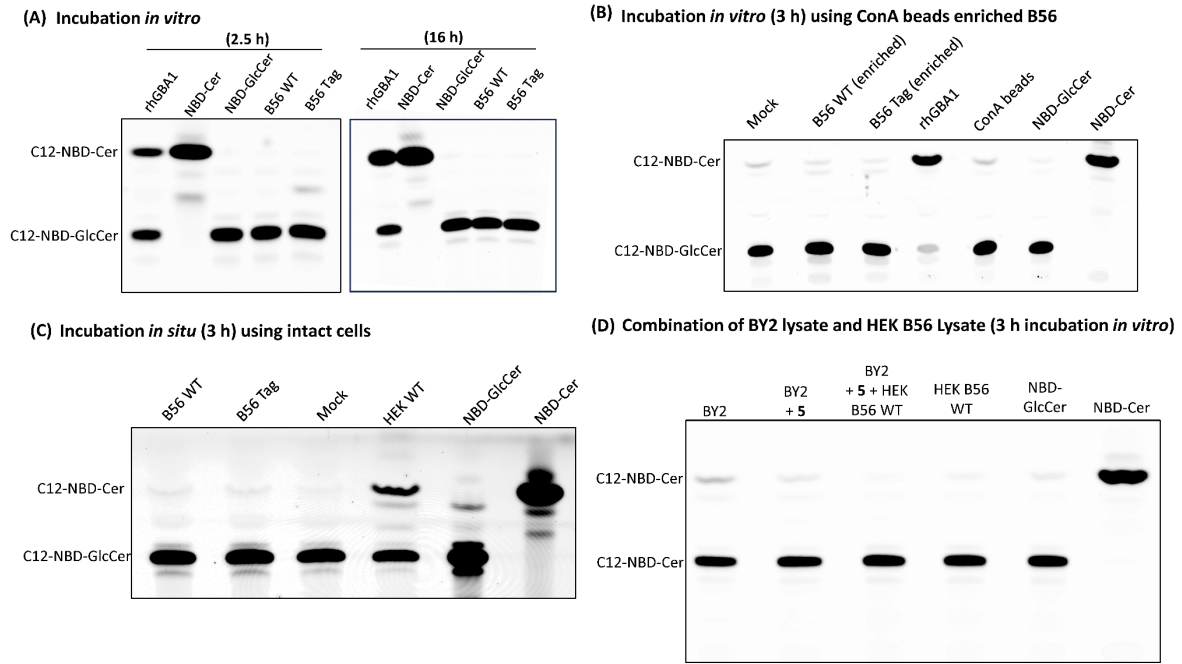 (A) Incubation in vitro
(2.5 h)
(16 h)
rhGBA1
NBD-Cer
NBD-GlcCer
B56 WT
B56 Tag
rhGBA1
NBD-Cer
NBD-GlcCer
B56 WT
B56 Tag
C12-NBD-Cer
C12-NBD-GlcCer
(B) Incubation in vitro (3 h) using ConA beads enriched B56
Mock
B56 WT (enriched)
B56 Tag (enriched)
rhGBA1
ConA beads
NBD-GlcCer
NBD-Cer
C12-NBD-Cer
C12-NBD-GlcCer
(C) Incubation in situ (3 h) using intact cells
B56 WT
B56 Tag
Mock
HEK WT
NBD-GlcCer
NBD-Cer
C12-NBD-Cer
C12-NBD-GlcCer
(D) Combination of BY2 lysate and HEK B56 Lysate (3 h incubation in vitro)
BY2
BY2
+ 5
BY2
+ 5 + HEK
B56 WT
HEK B56
WT
NBD-
GlcCer
NBD-Cer
C12-NBD-Cer
C12-NBD-Cer